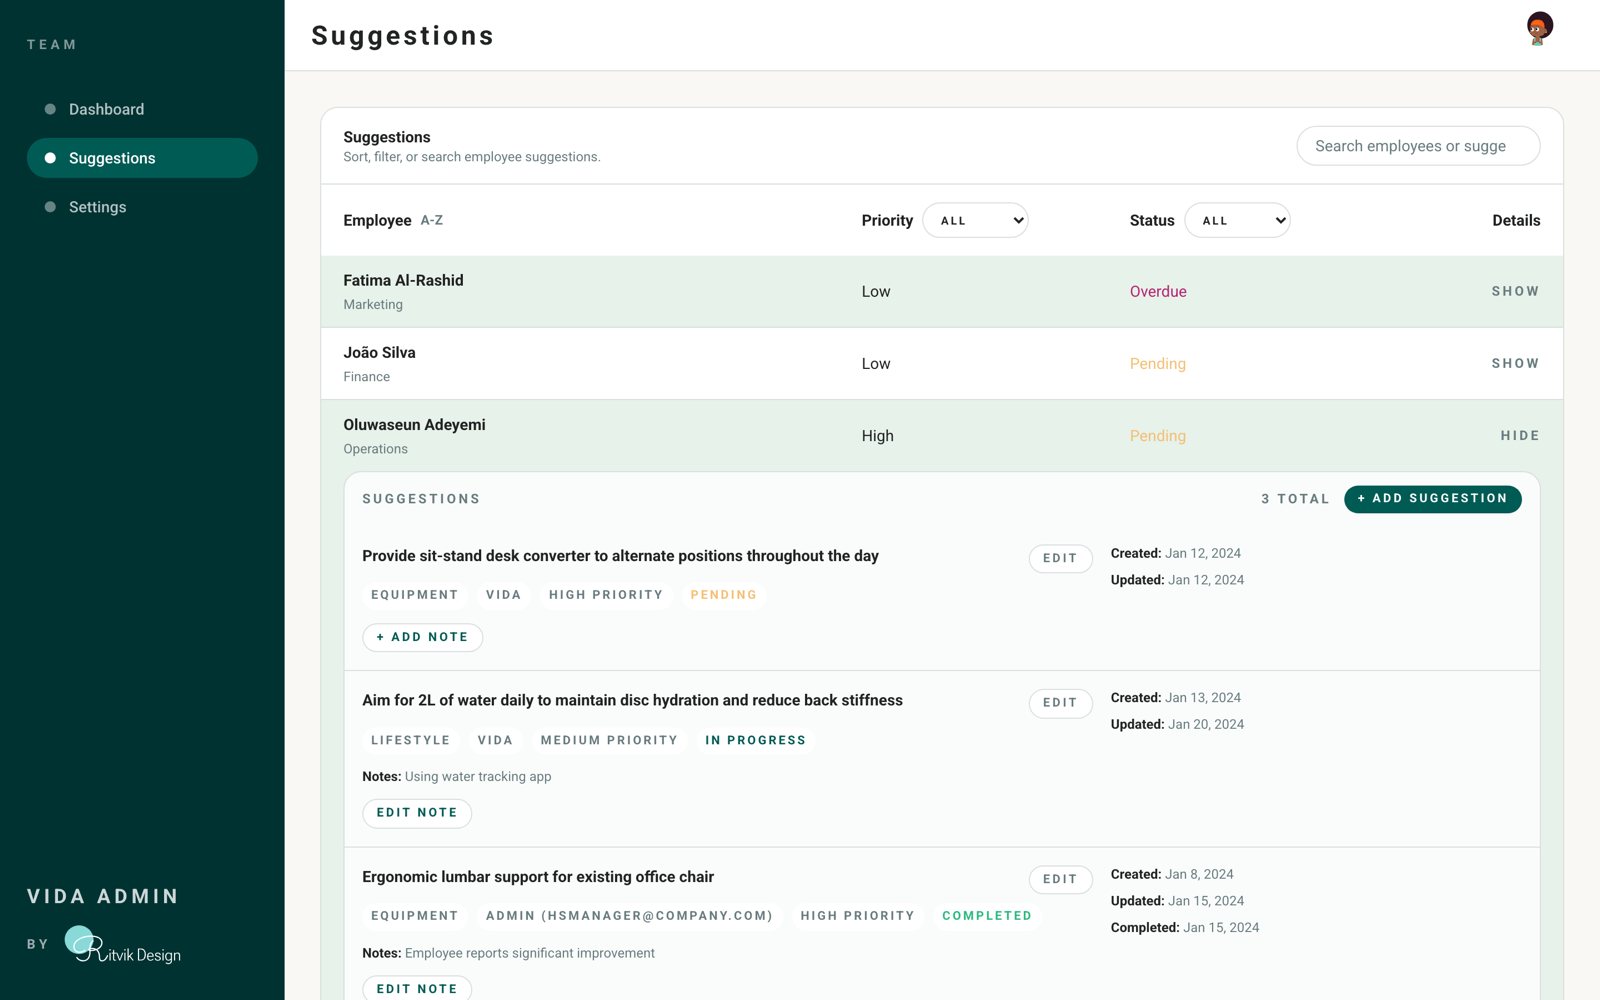 TEAM
Dashboard
Suggestions
Settings
VIDA ADMIN
BY Ritvik Design
Suggestions
Suggestions
Sort, filter, or search employee suggestions.
Search employees or sugge
Employee A-Z Priority ALL Status ALL Details
Fatima Al-Rashid
Marketing
Low Overdue SHOW
João Silva
Finance
Low Pending SHOW
Oluwaseun Adeyemi
Operations
High Pending HIDE
SUGGESTIONS 3 TOTAL + ADD SUGGESTION
Provide sit-stand desk converter to alternate positions throughout the day
EDIT
Created: Jan 12, 2024
Updated: Jan 12, 2024
EQUIPMENT VIDA HIGH PRIORITY PENDING
+ ADD NOTE
Aim for 2L of water daily to maintain disc hydration and reduce back stiffness
EDIT
Created: Jan 13, 2024
Updated: Jan 20, 2024
LIFESTYLE VIDA MEDIUM PRIORITY IN PROGRESS
Notes: Using water tracking app
EDIT NOTE
Ergonomic lumbar support for existing office chair
EDIT
Created: Jan 8, 2024
Updated: Jan 15, 2024
Completed: Jan 15, 2024
EQUIPMENT ADMIN (HSMANAGER@COMPANY.COM) HIGH PRIORITY COMPLETED
Notes: Employee reports significant improvement
EDIT NOTE